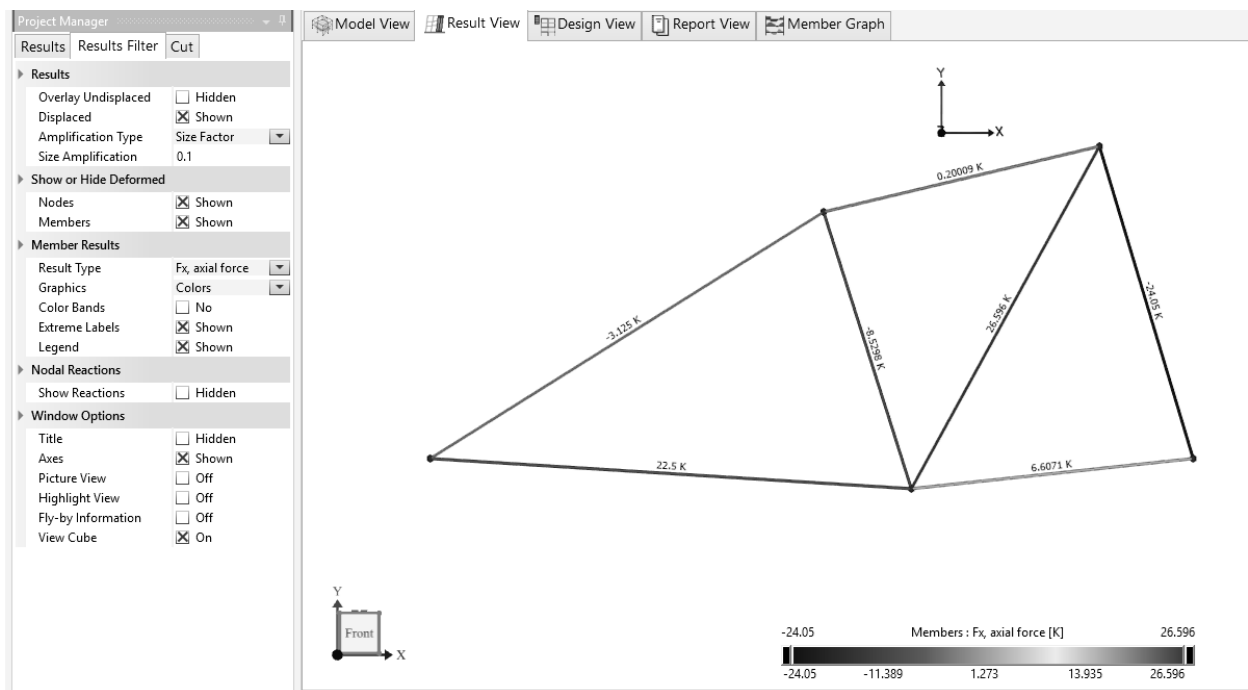 Project Manager
Results Results Filter Cut
Results
Overlay Undisplaced Hidden
Displaced Shown
Amplification Type Size Factor
Size Amplification 0.1
Show or Hide Deformed
Nodes Shown
Members Shown
Member Results
Result Type Fx, axial force
Graphics Colors
Color Bands No
Extreme Labels Shown
Legend Shown
Nodal Reactions
Show Reactions Hidden
Window Options
Title Hidden
Axes Shown
Picture View Off
Highlight View Off
Fly-by Information Off
View Cube On
Model View Result View Design View Report View Member Graph
Y
X
0.20009 K
-3.125 K
-8.5298 K
26.596 K
-24.05 K
22.5 K
6.6071 K
Y
Front
X
-24.05 Members : Fx, axial force [K] 26.596
-24.05 -11.389 1.273 13.935 26.596